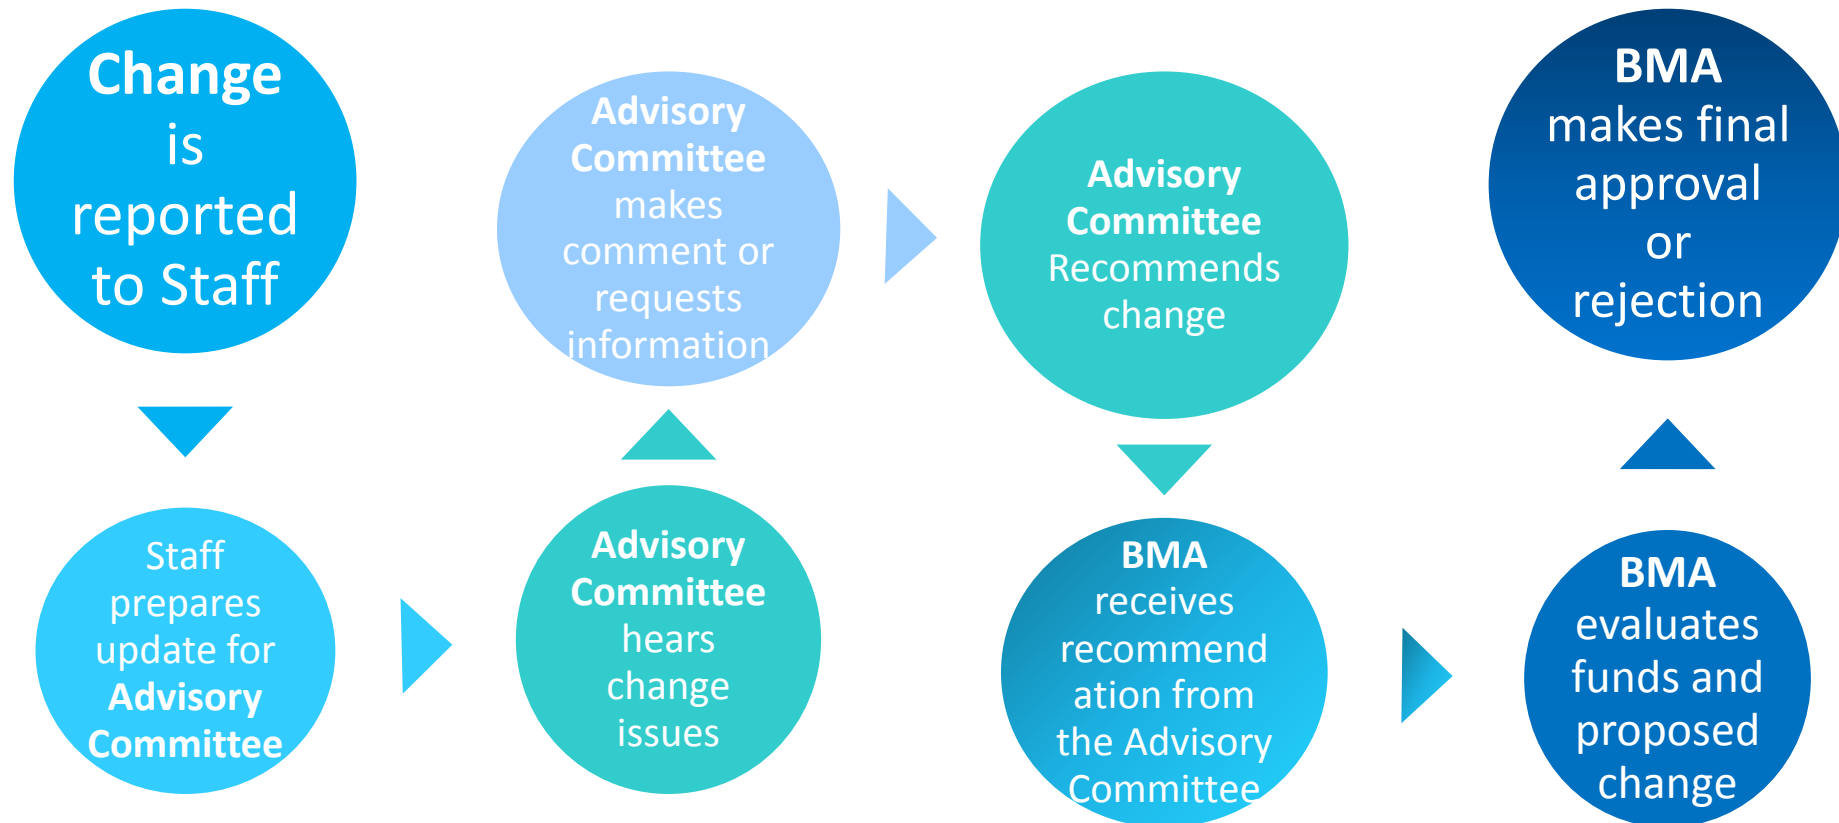 Change
is
reported
to Staff
Staff
prepares
update for
Advisory
Committee
Advisory
Committee
hears
change
issues
Advisory
Committee
makes
comment or
requests
information
Advisory
Committee
Recommends
change
BMA
receives
recommend
ation from
the Advisory
Committee
BMA
evaluates
funds and
proposed
change
BMA
makes final
approval
or
rejection